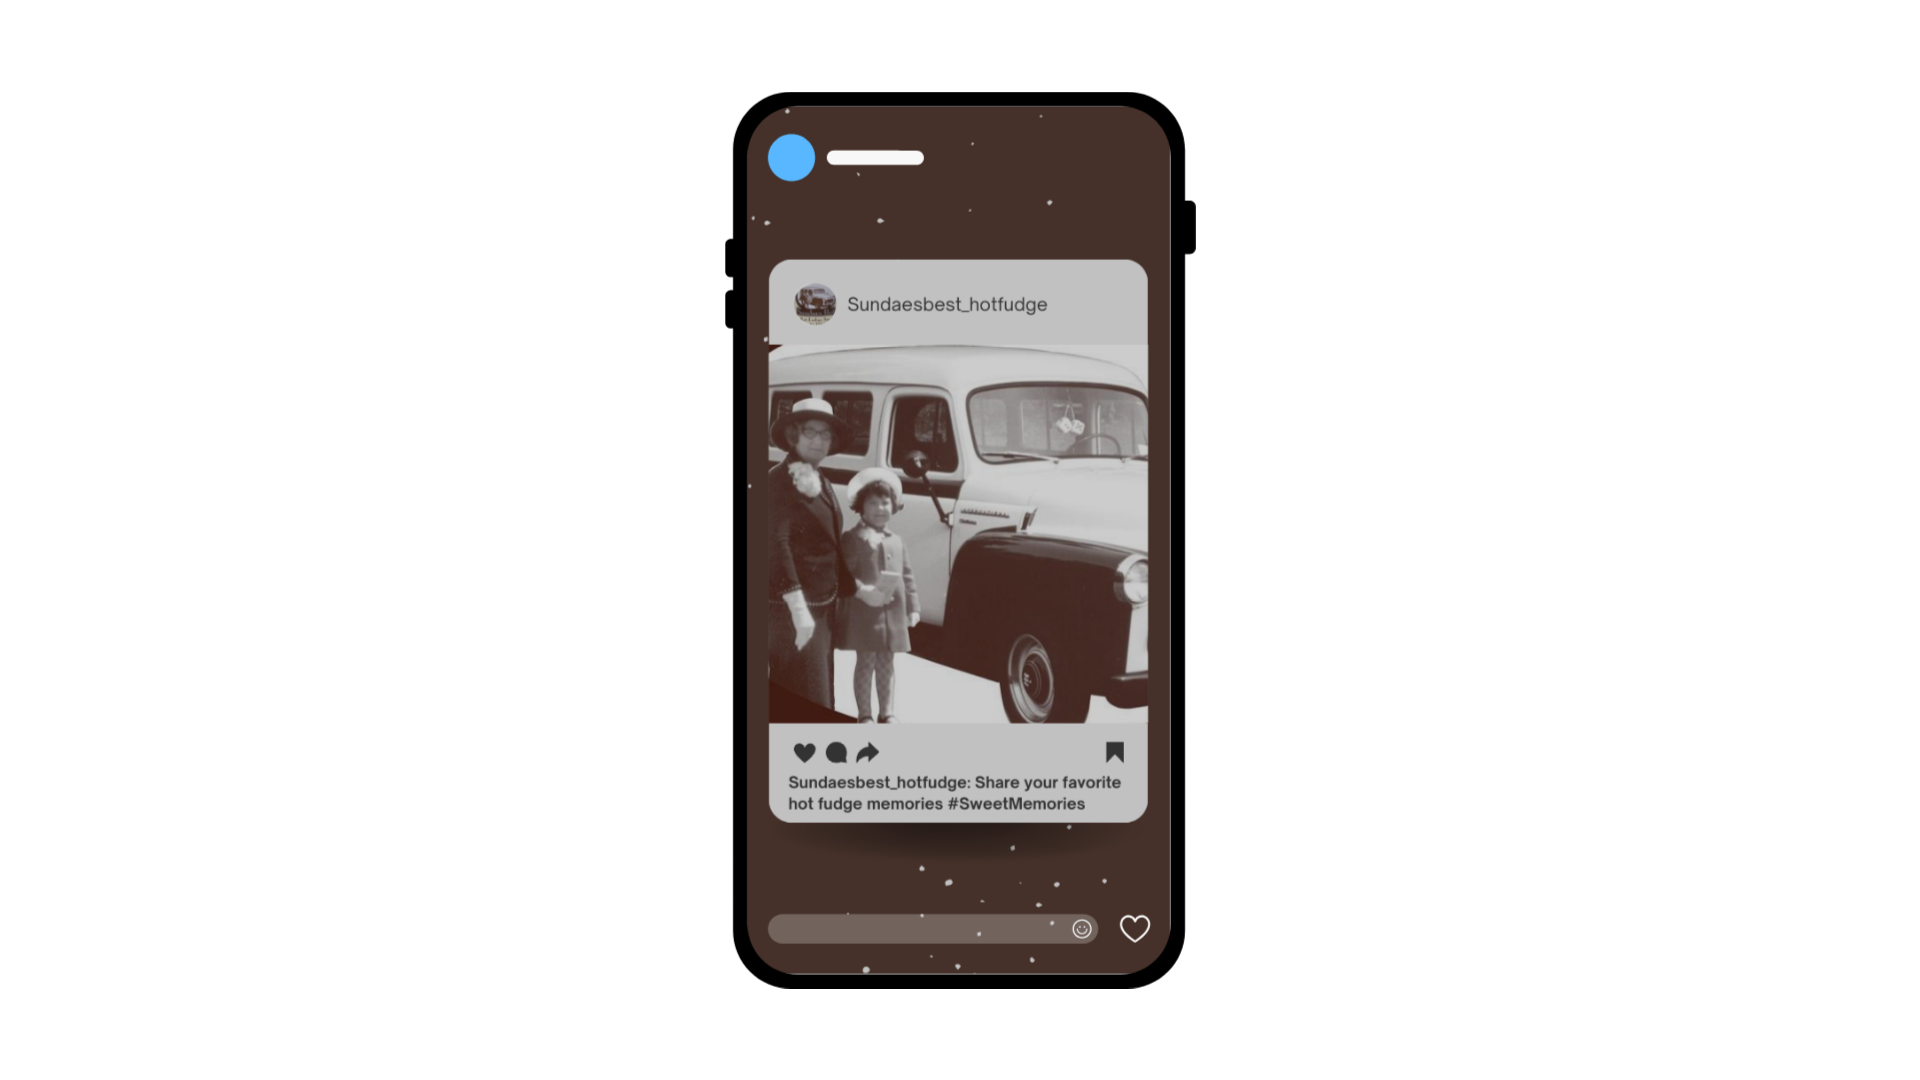 Sundaesbest_hotfudge
Sundaesbest_hotfudge: Share your favorite
hot fudge memories #SweetMemories